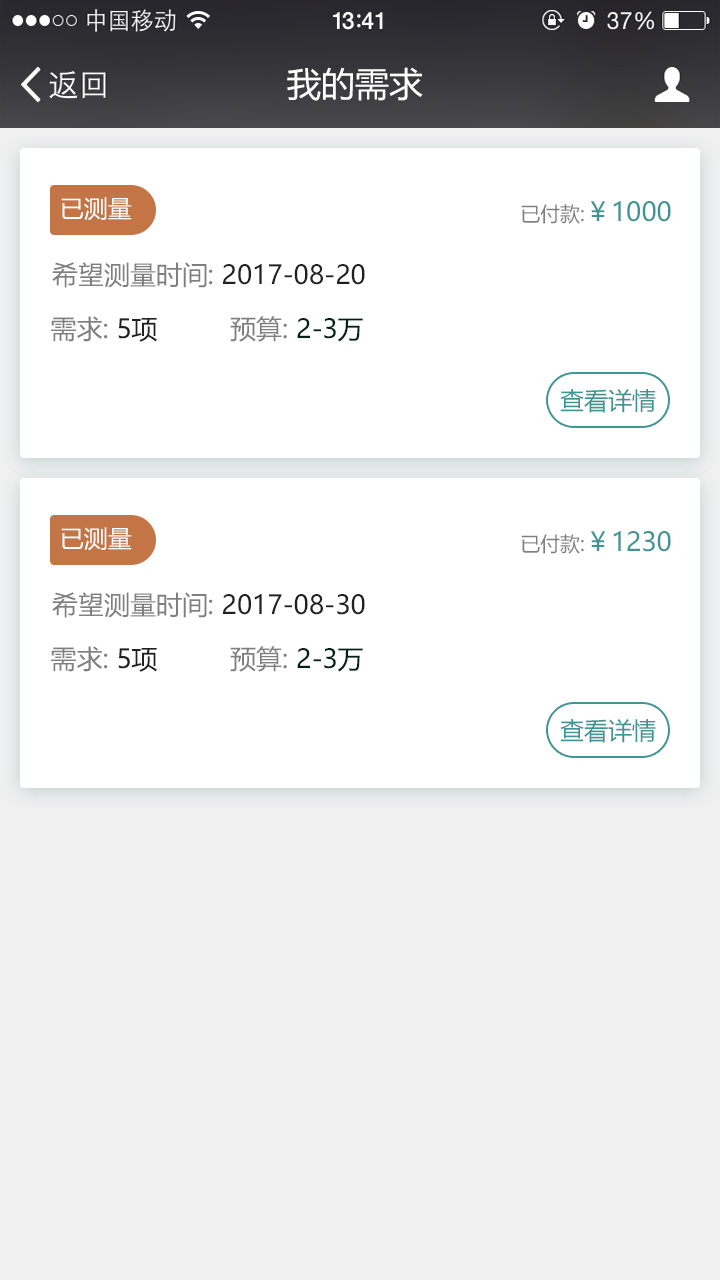 中国移动 13:41 37%
返回 我的需求
已测量 已付款: ¥ 1000
希望测量时间: 2017-08-20
需求: 5项 预算: 2-3万
查看详情
已测量 已付款: ¥ 1230
希望测量时间: 2017-08-30
需求: 5项 预算: 2-3万
查看详情